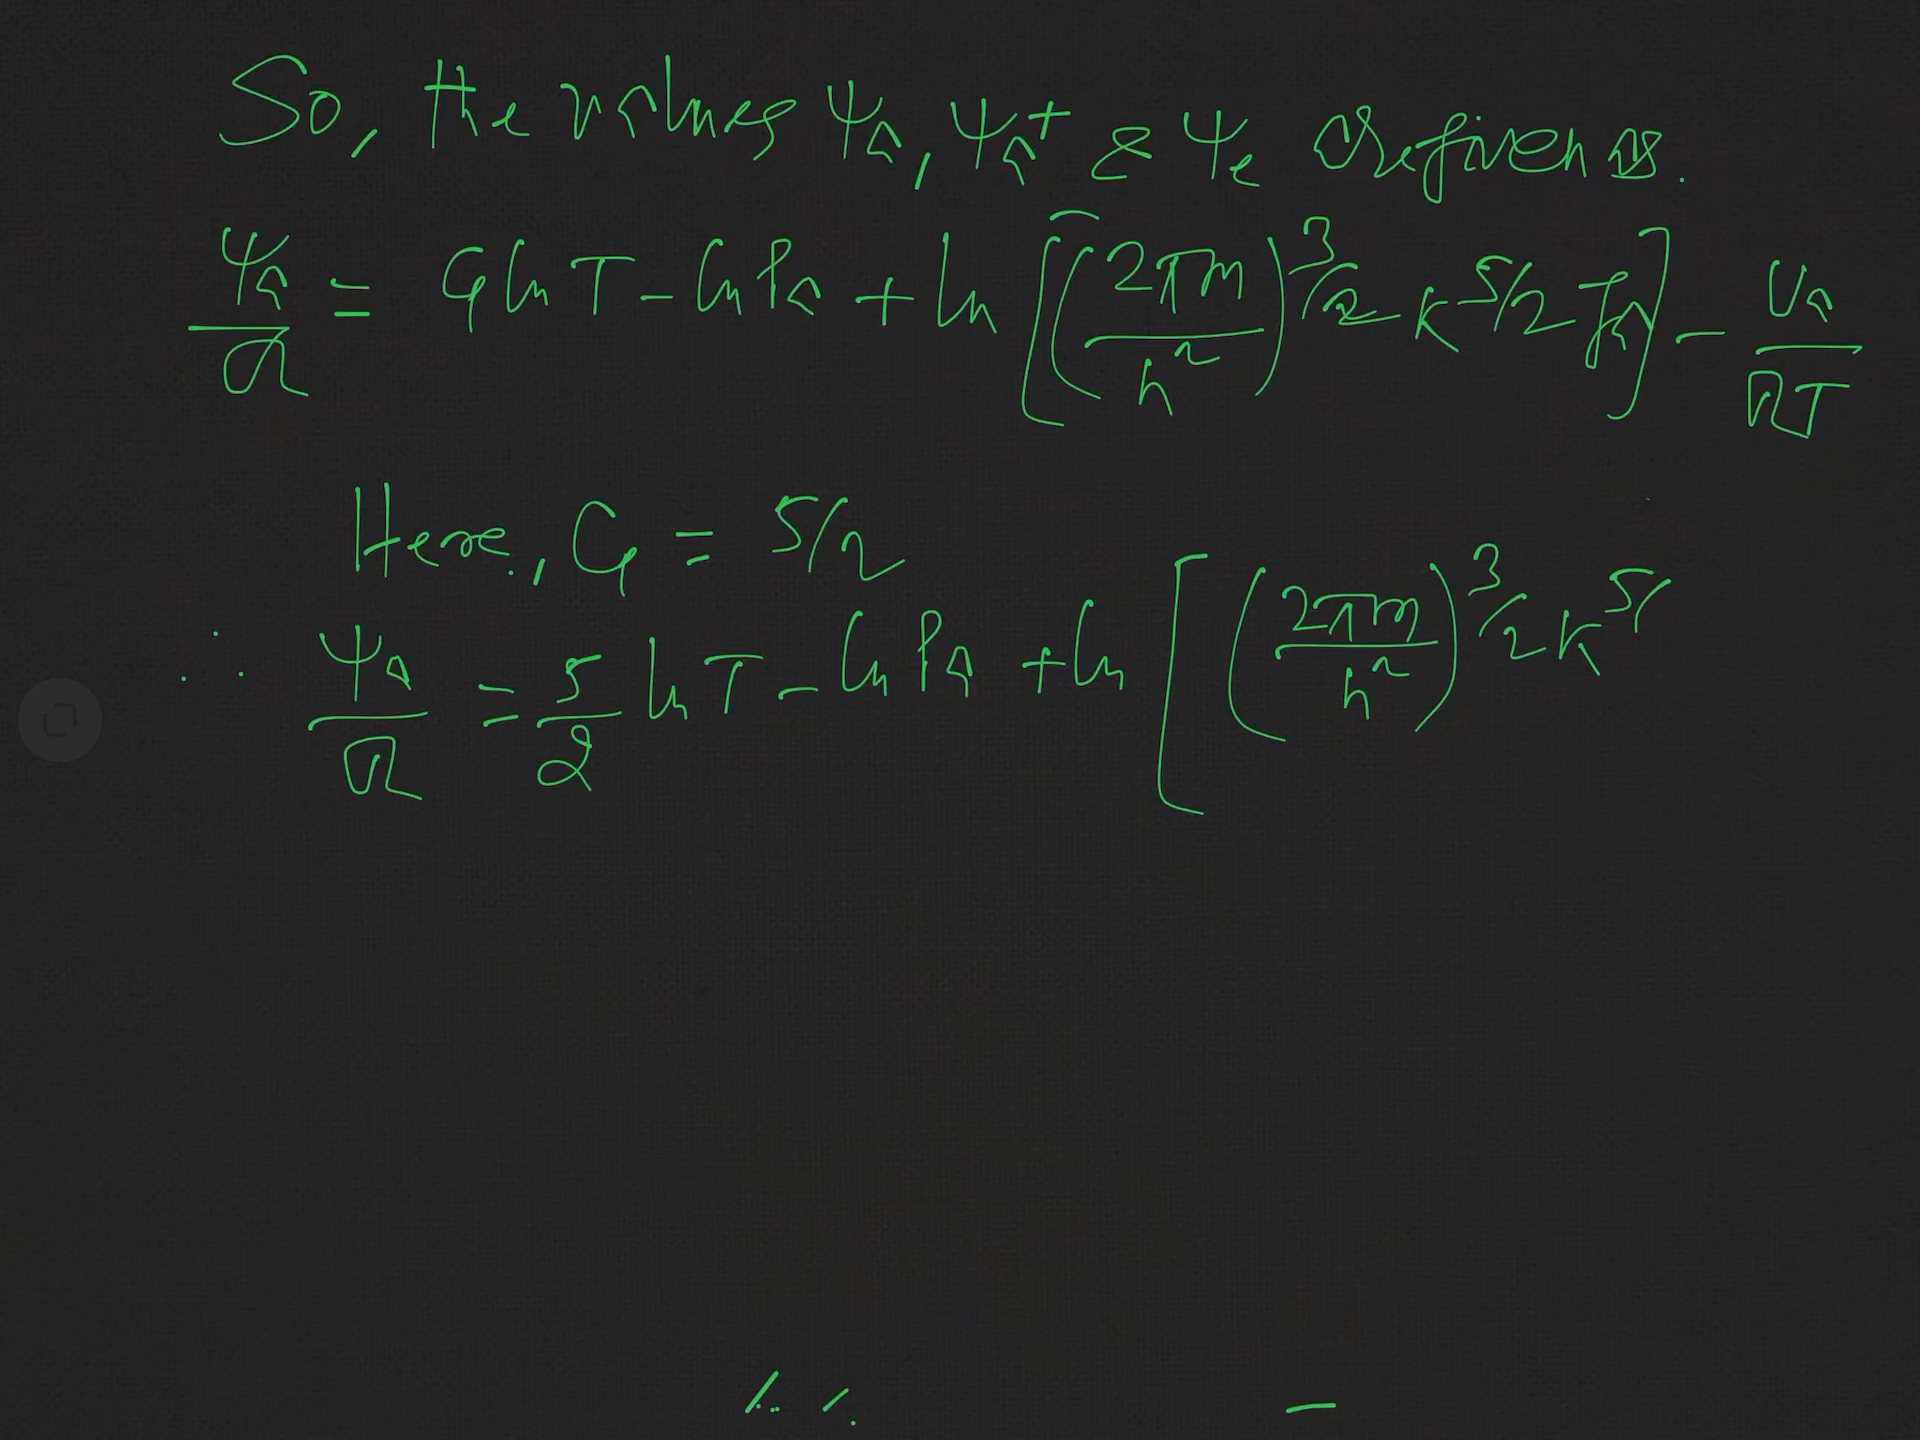 So, the values Ψₐ, Ψₐ⁺ & Ψₑ are given as.
Ψₐ/R = C₁ ln T - ln Pₐ + ln [(2πm/h²)^3/2 K^5/2 fₐ] - Uₐ/RT
Here, C₁ = 5/2
∴ Ψₐ/R = 5/2 ln T - ln Pₐ + ln [(2πm/h²)^3/2 K^5/